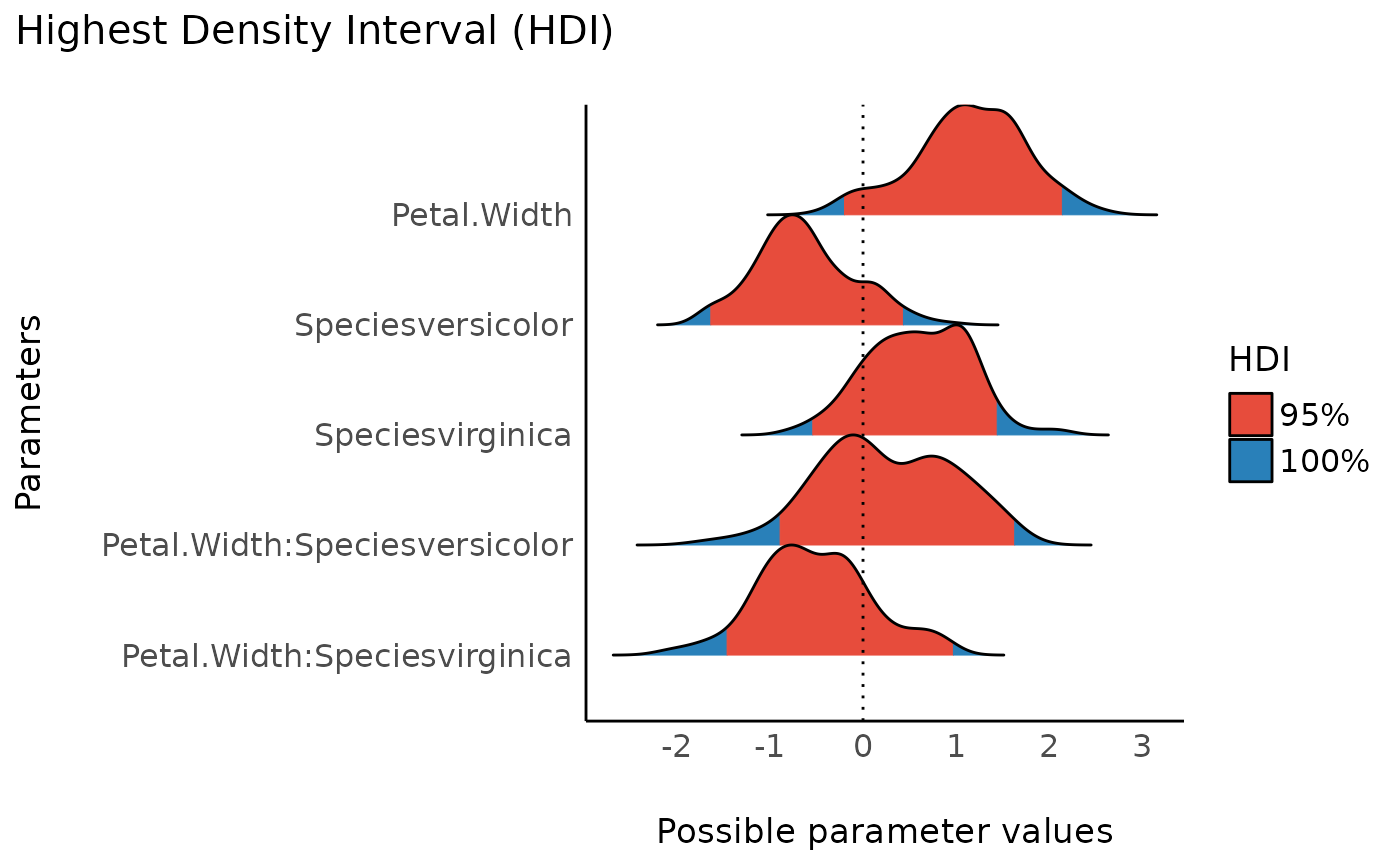 Highest Density Interval (HDI)
Parameters
Petal.Width
Speciesversicolor
Speciesvirginica
Petal.Width:Speciesversicolor
Petal.Width:Speciesvirginica
-2 -1 0 1 2 3
Possible parameter values
HDI
95%
100%